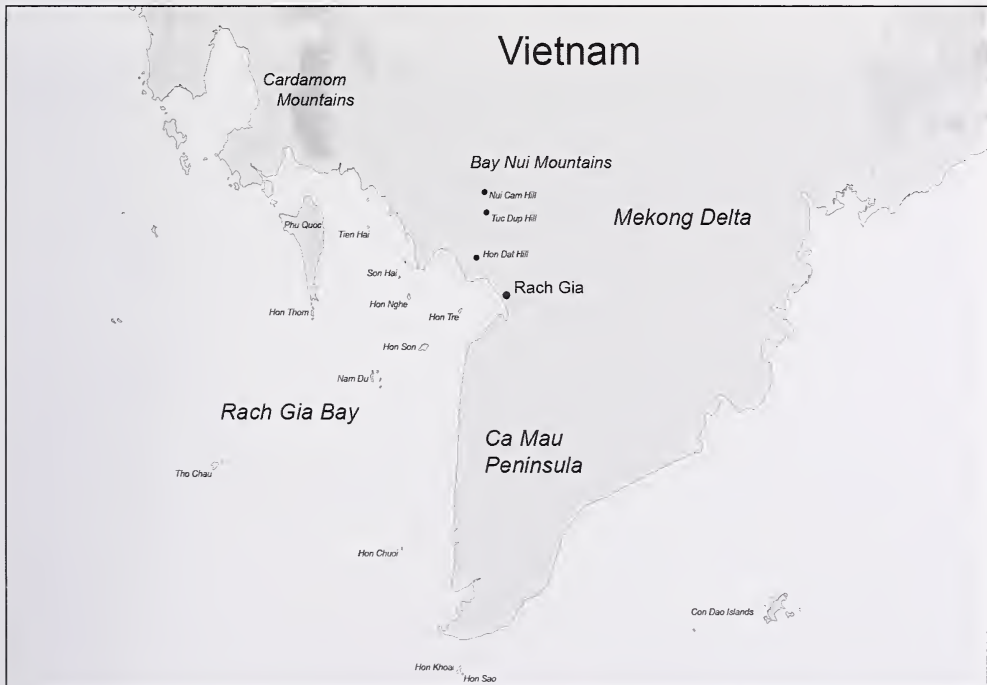 Vietnam
Cardamom
Mountains
Bay Nui Mountains
Nui Cam Hill
Tuc Dup Hill
Mekong Delta
Phu Quoc
Tien Hai
Hon Dat Hill
Son Hai
Rach Gia
Hon Nghe
Hon Thom
Hon Tre
Hon Son
Nam Du
Rach Gia Bay
Ca Mau
Peninsula
Tho Chau
Hon Chuoi
Con Dao Islands
Hon Khoai
Hon Sao